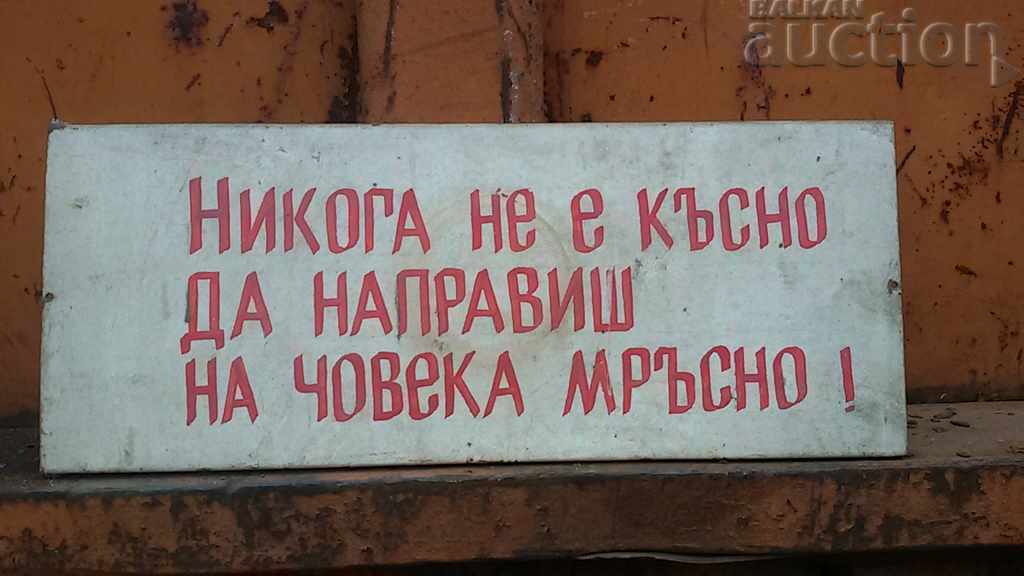 BALKAN
auction
Никога не е късно
да направиш
на човека мръсно!